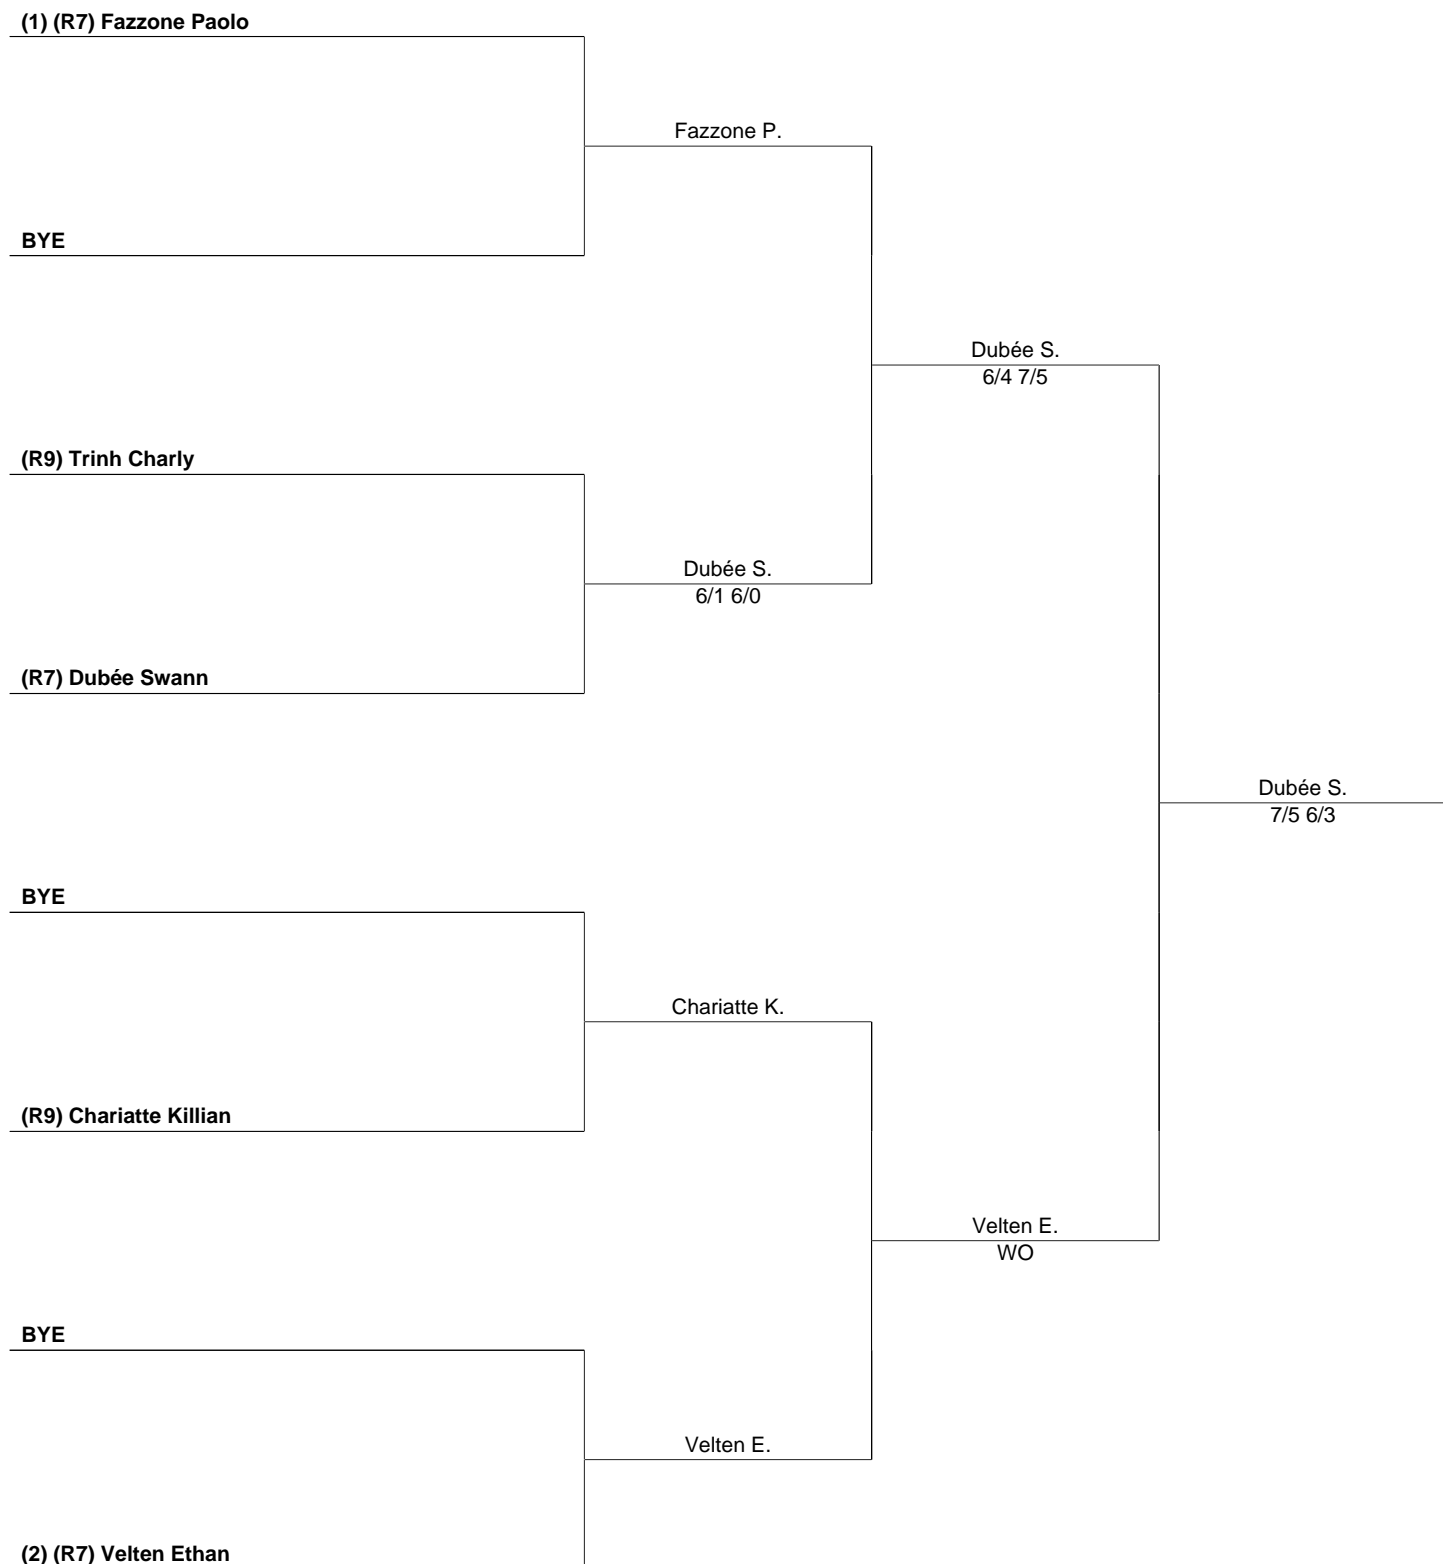 (1) (R7) Fazzone Paolo
Fazzone P.
BYE
Dubée S.
6/4 7/5
(R9) Trinh Charly
Dubée S.
6/1 6/0
(R7) Dubée Swann
Dubée S.
7/5 6/3
BYE
Chariatte K.
(R9) Chariatte Killian
Velten E.
WO
BYE
Velten E.
(2) (R7) Velten Ethan